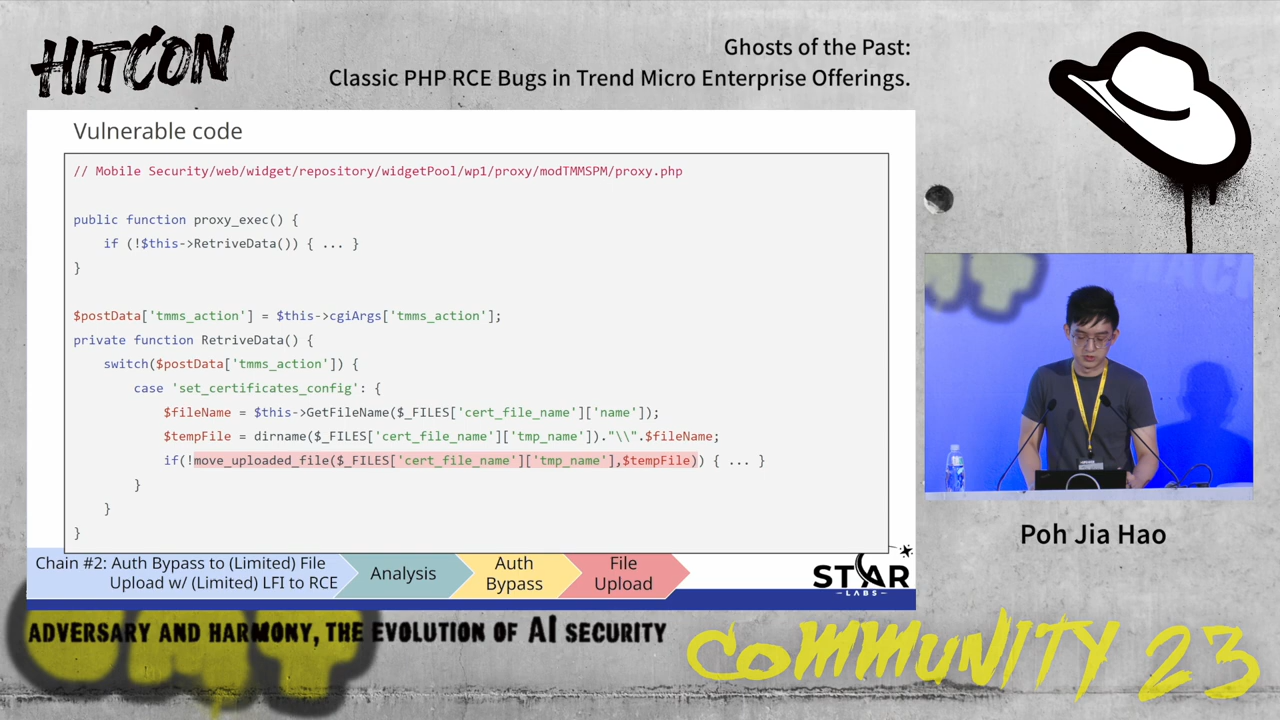 HITCON
Ghosts of the Past:
Classic PHP RCE Bugs in Trend Micro Enterprise Offerings.
Vulnerable code
// Mobile Security/web/widget/repository/widgetPool/wp1/proxy/modTMMSPM/proxy.php
public function proxy_exec() {
if (!$this->RetriveData()) { ... }
}
$postData['tmms_action'] = $this->cgiArgs['tmms_action'];
private function RetriveData() {
switch($postData['tmms_action']) {
case 'set_certificates_config': {
$fileName = $this->GetFileName($_FILES['cert_file_name']['name']);
$tempFile = dirname($_FILES['cert_file_name']['tmp_name'])."\\".$fileName;
if(!move_uploaded_file($_FILES['cert_file_name']['tmp_name'],$tempFile)) { ... }
}
}
}
Chain #2: Auth Bypass to (Limited) File
Upload w/ (Limited) LFI to RCE
Analysis
Auth
Bypass
File
Upload
STAR
LABS
Poh Jia Hao
ADVERSARY AND HARMONY, THE EVOLUTION OF AI SECURITY
COMMUNITY 23